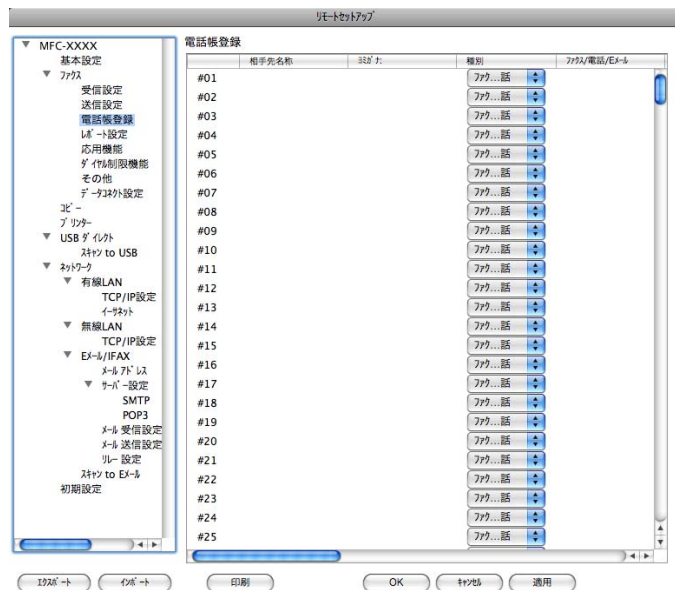 リモートセットアップ
MFC-XXXX
基本設定
ファクス
受信設定
送信設定
電話帳登録
レポート設定
応用機能
ダイヤル制限機能
その他
データコネクト設定
コピー
プリンター
USB ダイレクト
スキャン to USB
ネットワーク
有線LAN
TCP/IP設定
イーサネット
無線LAN
TCP/IP設定
Eメール/IFAX
メール アドレス
サーバー設定
SMTP
POP3
メール 受信設定
メール 送信設定
リレー 設定
スキャン to Eメール
初期設定
電話帳登録
相手先名称 ヨミガナ: 種別 ファクス/電話/Eメール
#01 ファク...話
#02 ファク...話
#03 ファク...話
#04 ファク...話
#05 ファク...話
#06 ファク...話
#07 ファク...話
#08 ファク...話
#09 ファク...話
#10 ファク...話
#11 ファク...話
#12 ファク...話
#13 ファク...話
#14 ファク...話
#15 ファク...話
#16 ファク...話
#17 ファク...話
#18 ファク...話
#19 ファク...話
#20 ファク...話
#21 ファク...話
#22 ファク...話
#23 ファク...話
#24 ファク...話
#25 ファク...話
エクスポート インポート 印刷 OK キャンセル 適用